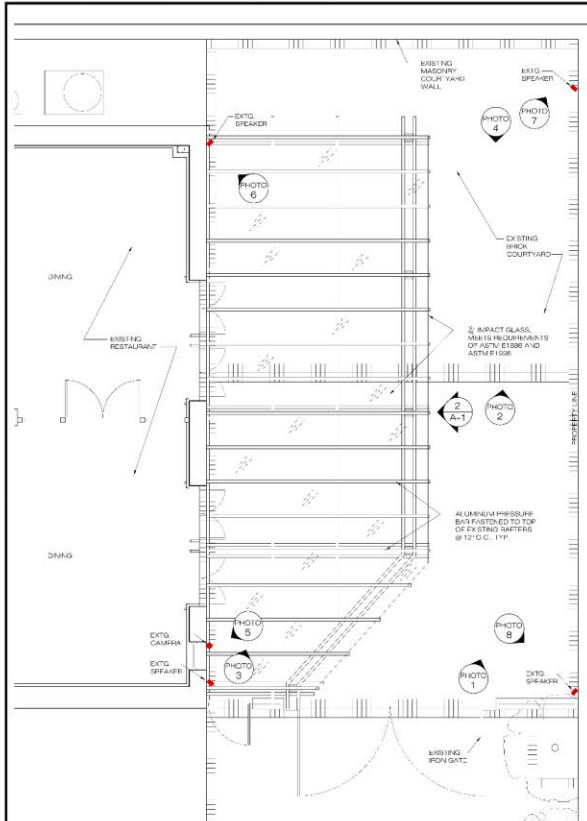 EXISTING
MASONRY
COURTYARD
WALL
EXTG.
SPEAKER
EXTG.
SPEAKER
PHOTO
4
PHOTO
7
PHOTO
6
EXISTING
BRICK
COURTYARD
DINING
EXISTING
RESTAURANT
IMPACT GLASS,
MEETS REQUIREMENTS
OF ASTM E1886 AND
ASTM E1996
2
A-1
PHOTO
2
PROPERTY LINE
ALUMINUM PRESSURE
BAR FASTENED TO TOP
OF EXISTING RAFTERS
@ 12" O.C., TYP.
DINING
PHOTO
5
PHOTO
8
EXTG.
CAMERA
EXTG.
SPEAKER
PHOTO
3
PHOTO
1
EXTG.
SPEAKER
EXISTING
IRON GATE